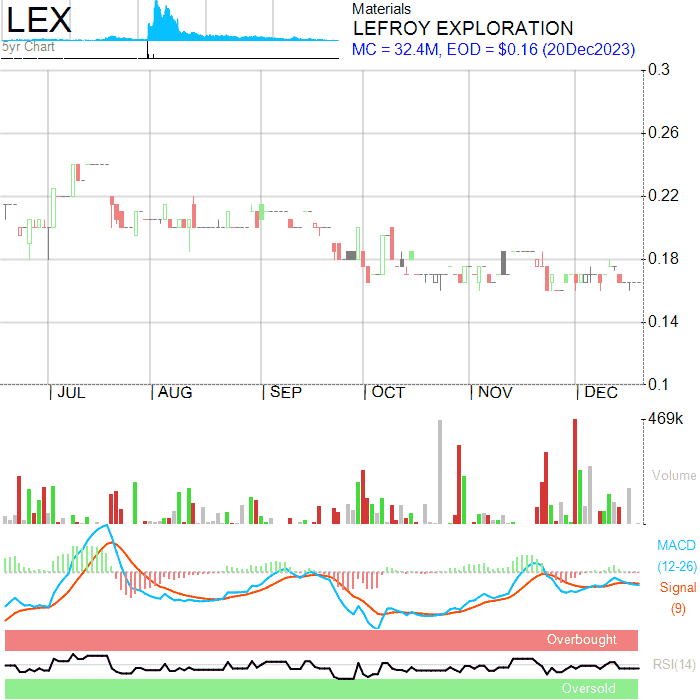 LEX
5yr Chart
Materials
LEFROY EXPLORATION
MC = 32.4M, EOD = $0.16 (20Dec2023)
0.3
0.26
0.22
0.18
0.14
0.1
JUL AUG SEP OCT NOV DEC
469k
Volume
MACD
(12-26)
Signal
(9)
Overbought
RSI(14)
Oversold